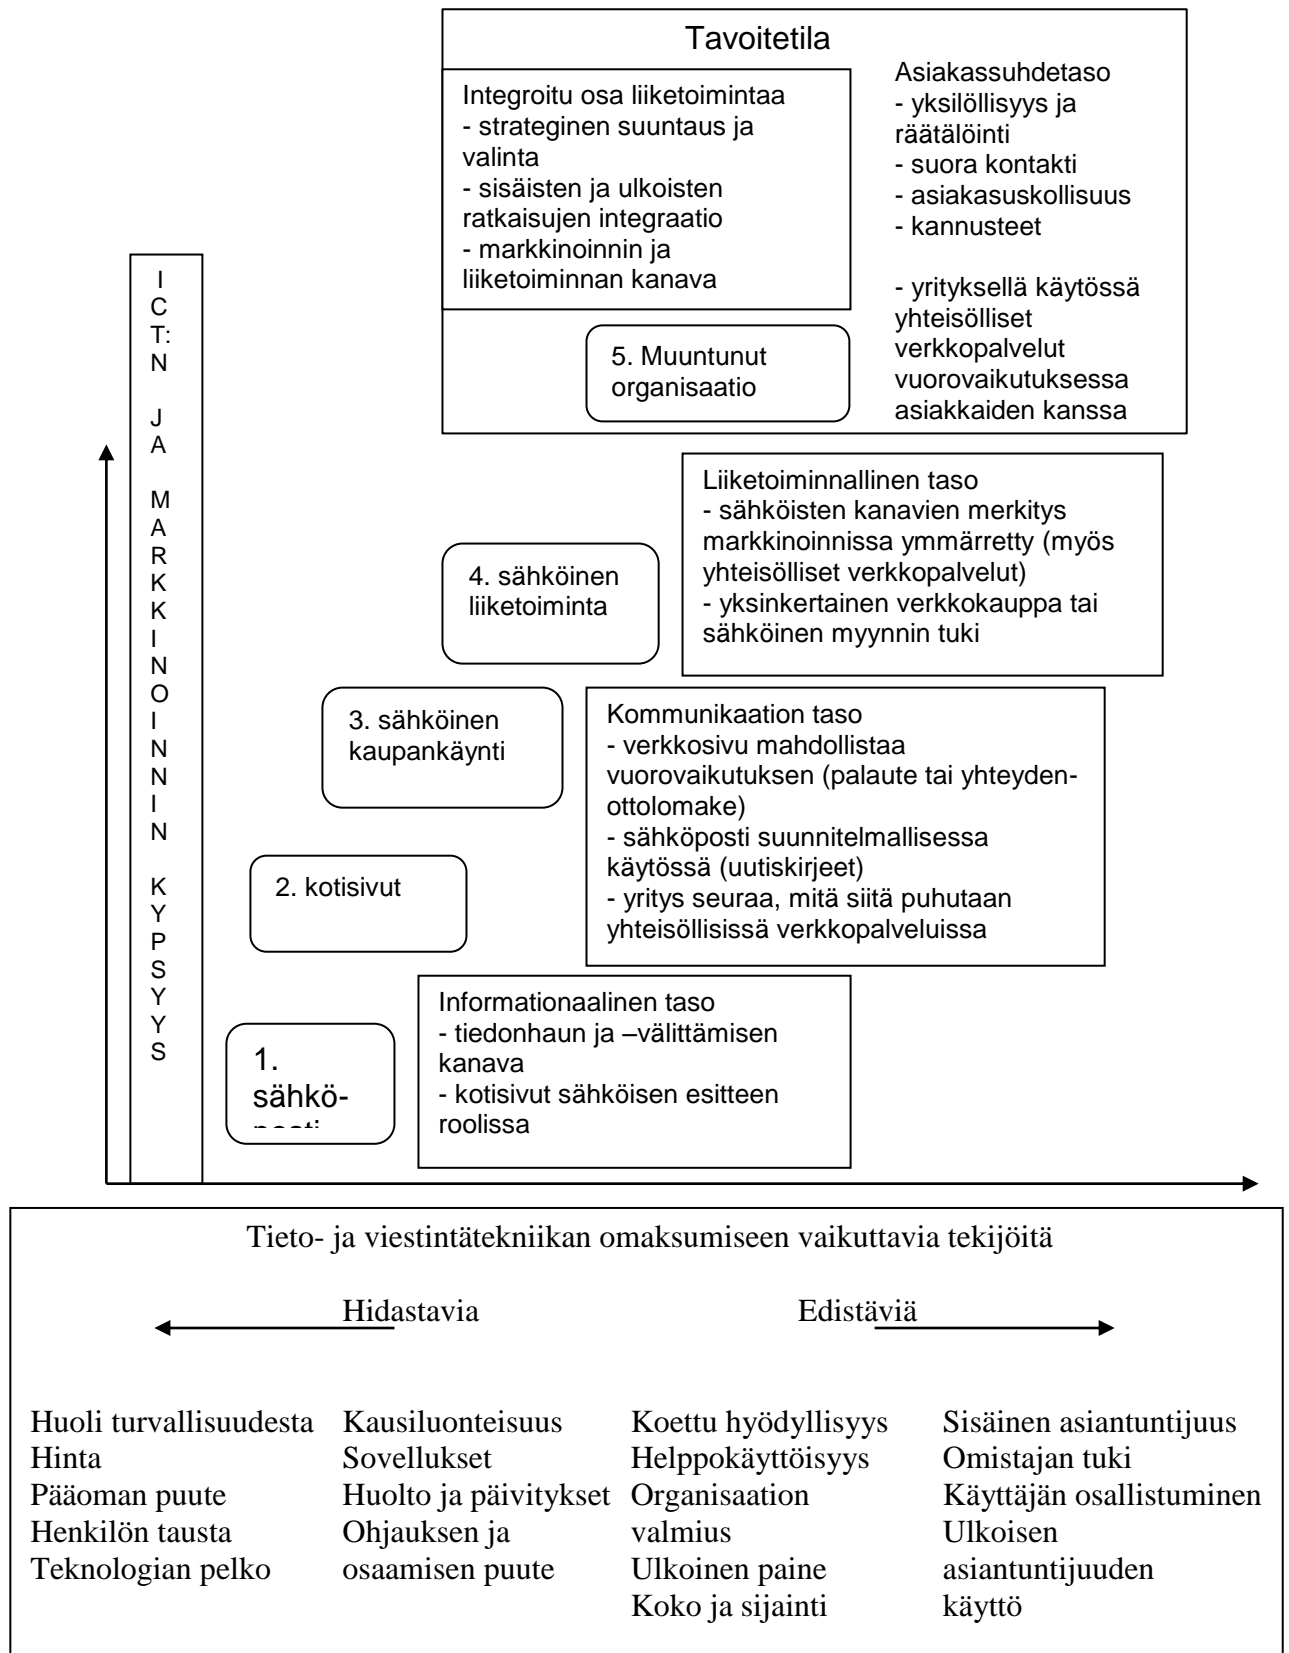 Tavoitetila
Integroitu osa liiketoimintaa
- strateginen suuntaus ja
valinta
- sisäisten ja ulkoisten
ratkaisujen integraatio
- markkinoinnin ja
liiketoiminnan kanava
Asiakassuhdetaso
- yksilöllisyys ja
räätälöinti
- suora kontakti
- asiakasuskollisuus
- kannusteet
- yrityksellä käytössä
yhteisölliset
verkkopalvelut
vuorovaikutuksessa
asiakkaiden kanssa
5. Muuntunut
organisaatio
I
C
T:
N
J
A
M
A
R
K
K
I
N
O
I
N
N
I
N
K
Y
P
S
Y
Y
S
Liiketoiminnallinen taso
- sähköisten kanavien merkitys
markkinoinnissa ymmärretty (myös
yhteisölliset verkkopalvelut)
- yksinkertainen verkkokauppa tai
sähköinen myynnin tuki
4. sähköinen
liiketoiminta
3. sähköinen
kaupankäynti
Kommunikaation taso
- verkkosivu mahdollistaa
vuorovaikutuksen (palaute tai yhteyden-
ottolomake)
- sähköposti suunnitelmallisessa
käytössä (uutiskirjeet)
- yritys seuraa, mitä siitä puhutaan
yhteisöllisissä verkkopalveluissa
2. kotisivut
Informationaalinen taso
- tiedonhaun ja –välittämisen
kanava
- kotisivut sähköisen esitteen
roolissa
1.
sähkö-
Tieto- ja viestintätekniikan omaksumiseen vaikuttavia tekijöitä
Hidastavia
Edistäviä
Huoli turvallisuudesta
Hinta
Pääoman puute
Henkilön tausta
Teknologian pelko
Kausiluonteisuus
Sovellukset
Huolto ja päivitykset
Ohjauksen ja
osaamisen puute
Koettu hyödyllisyys
Helppokäyttöisyys
Organisaation
valmius
Ulkoinen paine
Koko ja sijainti
Sisäinen asiantuntijuus
Omistajan tuki
Käyttäjän osallistuminen
Ulkoisen
asiantuntijuuden
käyttö